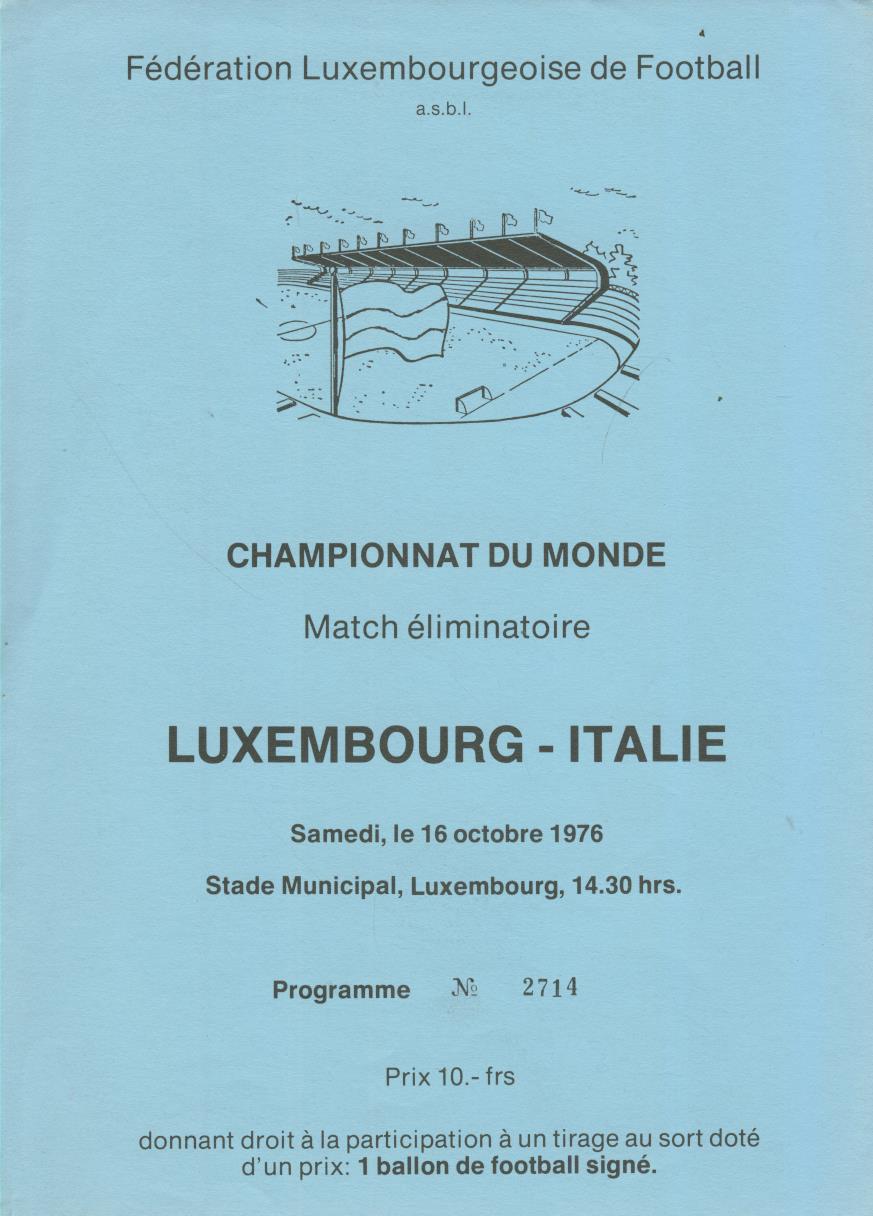 Fédération Luxembourgeoise de Football
a.s.b.l.
CHAMPIONNAT DU MONDE
Match éliminatoire
LUXEMBOURG - ITALIE
Samedi, le 16 octobre 1976
Stade Municipal, Luxembourg, 14.30 hrs.
Programme № 2714
Prix 10.- frs
donnant droit à la participation à un tirage au sort doté
d'un prix: 1 ballon de football signé.